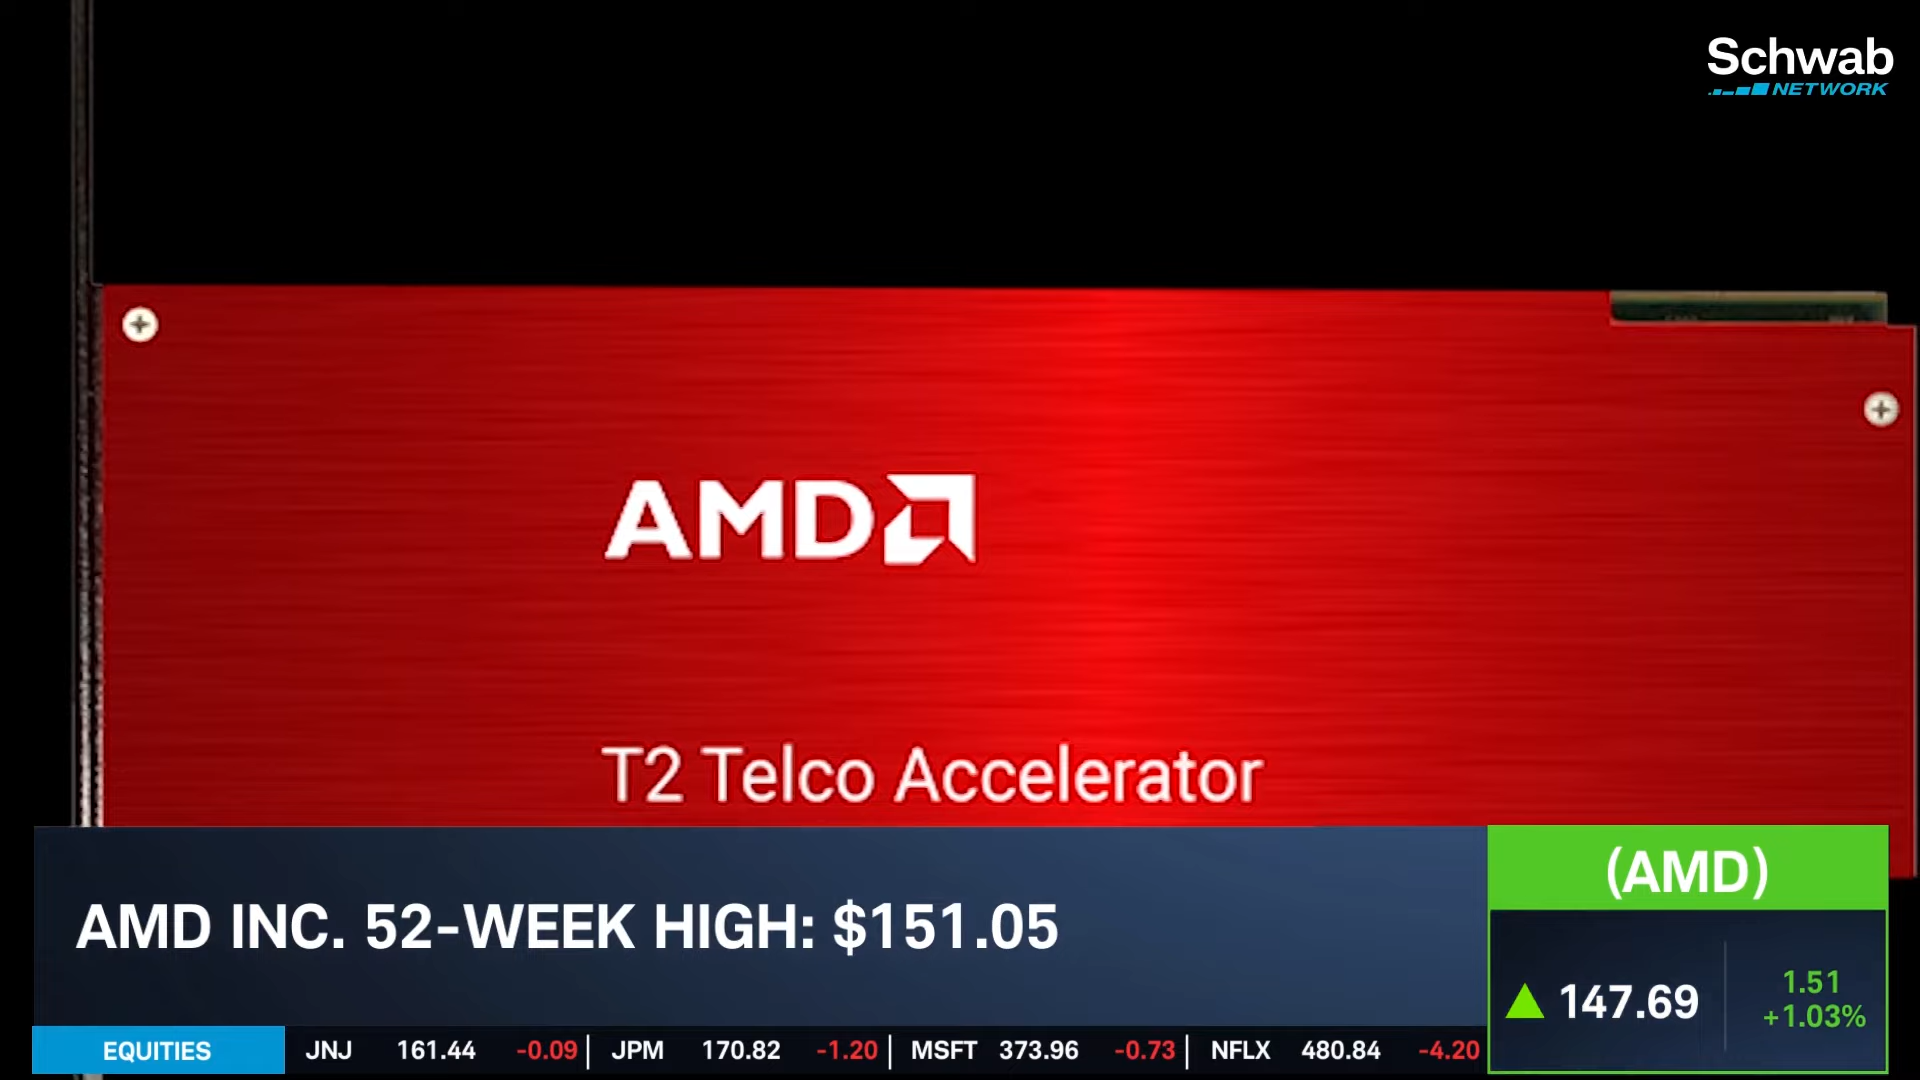 Schwab
NETWORK
AMD
T2 Telco Accelerator
AMD INC. 52-WEEK HIGH: $151.05
(AMD)
▲ 147.69
1.51
+1.03%
EQUITIES JNJ 161.44 -0.09 | JPM 170.82 -1.20 | MSFT 373.96 -0.73 | NFLX 480.84 -4.20